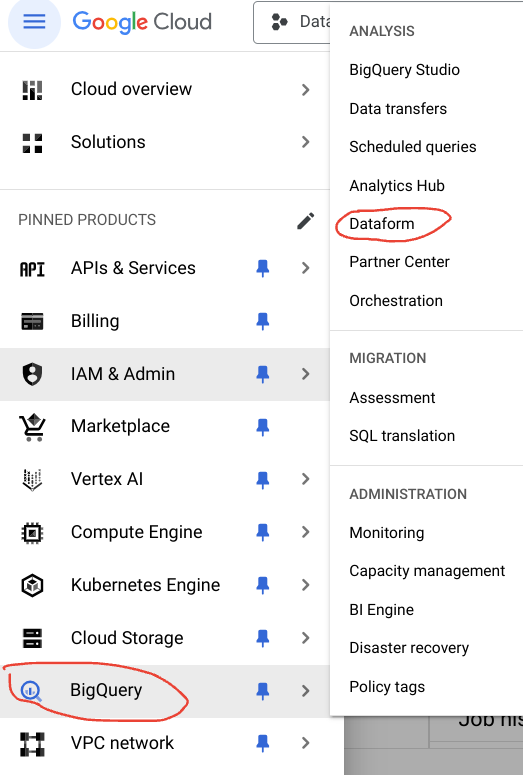 Google Cloud
Data
Cloud overview
Solutions
PINNED PRODUCTS
APIs & Services
Billing
IAM & Admin
Marketplace
Vertex AI
Compute Engine
Kubernetes Engine
Cloud Storage
BigQuery
VPC network
ANALYSIS
BigQuery Studio
Data transfers
Scheduled queries
Analytics Hub
Dataform
Partner Center
Orchestration
MIGRATION
Assessment
SQL translation
ADMINISTRATION
Monitoring
Capacity management
BI Engine
Disaster recovery
Policy tags
Job his